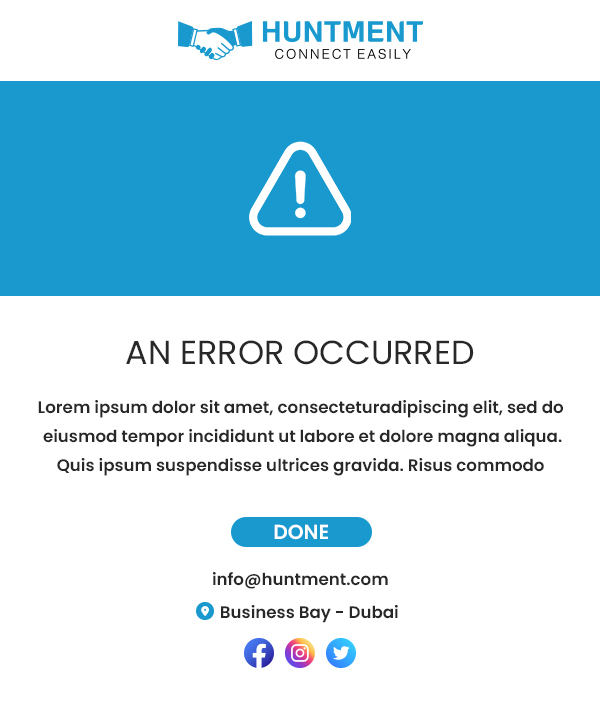 HUNTMENT
CONNECT EASILY
AN ERROR OCCURRED
Lorem ipsum dolor sit amet, consecteturadipiscing elit, sed do
eiusmod tempor incididunt ut labore et dolore magna aliqua.
Quis ipsum suspendisse ultrices gravida. Risus commodo
DONE
info@huntment.com
Business Bay - Dubai